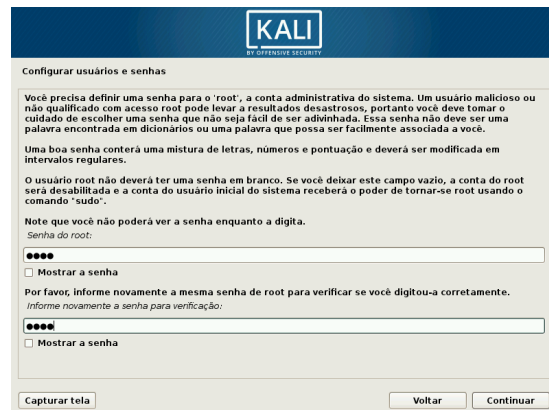 KALI
BY OFFENSIVE SECURITY
Configurar usuários e senhas
Você precisa definir uma senha para o 'root', a conta administrativa do sistema. Um usuário malicioso ou
não qualificado com acesso root pode levar a resultados desastrosos, portanto você deve tomar o
cuidado de escolher uma senha que não seja fácil de ser adivinhada. Essa senha não deve ser uma
palavra encontrada em dicionários ou uma palavra que possa ser facilmente associada a você.
Uma boa senha conterá uma mistura de letras, números e pontuação e deverá ser modificada em
intervalos regulares.
O usuário root não deverá ter uma senha em branco. Se você deixar este campo vazio, a conta do root
será desabilitada e a conta do usuário inicial do sistema receberá o poder de tornar-se root usando o
comando "sudo".
Note que você não poderá ver a senha enquanto a digita.
Senha do root:
●●●●
Mostrar a senha
Por favor, informe novamente a mesma senha de root para verificar se você digitou-a corretamente.
Informe novamente a senha para verificação:
●●●●
Mostrar a senha
Capturar tela Voltar Continuar